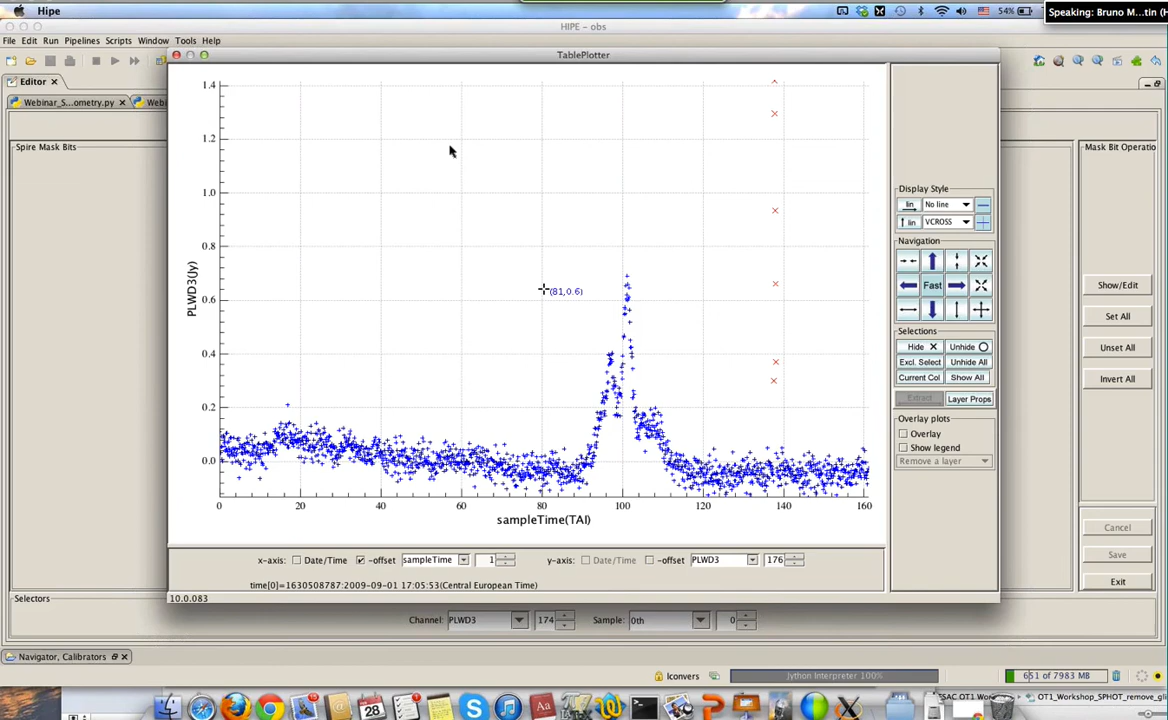 Hipe
54%
Speaking: Bruno M...tin (H
HIPE - obs
File Edit Run Pipelines Scripts Window Tools Help
TablePlotter
Editor
Webinar_S...ometry.py
Spire Mask Bits
Mask Bit Operatio
1.4
1.2
1.0
0.8
0.6
0.4
0.2
0.0
PLWD3(Jy)
(81,0.6)
0 20 40 60 80 100 120 140 160
sampleTime(TAI)
Display Style
lin No line
lin VCROSS
Navigation
Fast
Selections
Hide Unhide
Excl. Select Unhide All
Current Col Show All
Extract Layer Props
Overlay plots
Overlay
Show legend
Remove a layer
Show/Edit
Set All
Unset All
Invert All
Cancel
Save
Exit
x-axis: Date/Time -offset sampleTime 1 y-axis: Date/Time -offset PLWD3 176
time[0]=1630508787:2009-09-01 17:05:53(Central European Time)
10.0.083
Selectors
Channel: PLWD3 174 Sample: 0th 0
Navigator, Calibrators
Iconvers
Jython Interpreter 100%
651 of 7983 MB
28
ESAC OT1 Wo
OT1_Workshop_SPHOT_remove_gli